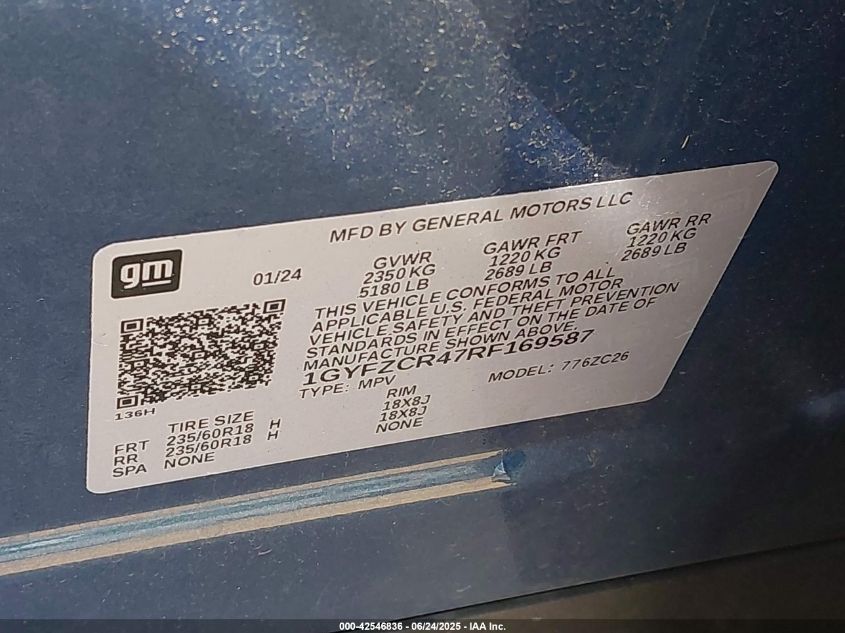 MFD BY GENERAL MOTORS LLC
gm
01/24
GVWR
2350 KG
5180 LB
GAWR FRT
1220 KG
2689 LB
GAWR RR
1220 KG
2689 LB
THIS VEHICLE CONFORMS TO ALL
APPLICABLE U.S. FEDERAL MOTOR
VEHICLE SAFETY AND THEFT PREVENTION
STANDARDS IN EFFECT ON THE DATE OF
MANUFACTURE SHOWN ABOVE.
1GYFZCR47RF169587
TYPE: MPV
MODEL: 776ZC26
136H
TIRE SIZE
RIM
FRT 235/60R18 H 18X8J
RR 235/60R18 H 18X8J
SPA NONE NONE
000-42546836 - 06/24/2025 - IAA Inc.